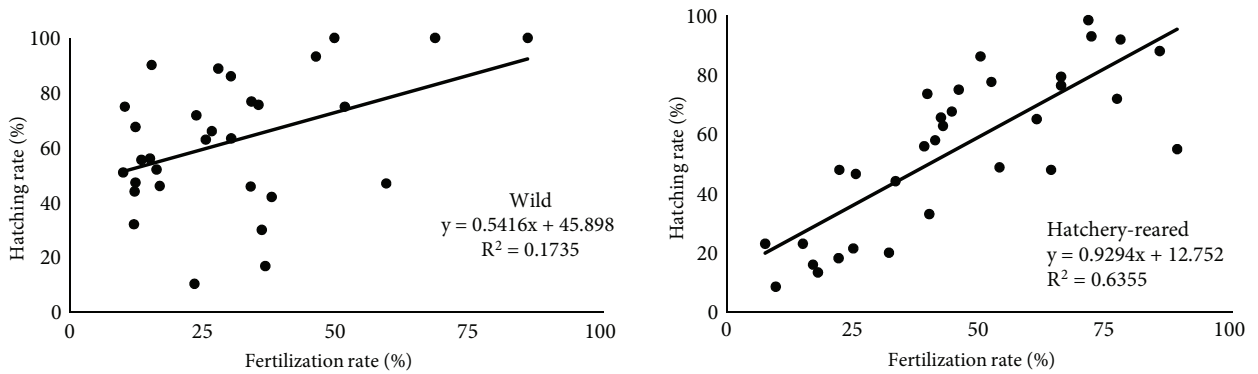 100
80
60
40
20
0
Hatching rate (%)
0
25
50
75
100
Fertilization rate (%)
Wild
y = 0.5416x + 45.898
R² = 0.1735
100
80
60
40
20
0
Hatching rate (%)
0
25
50
75
100
Fertilization rate (%)
Hatchery-reared
y = 0.9294x + 12.752
R² = 0.6355